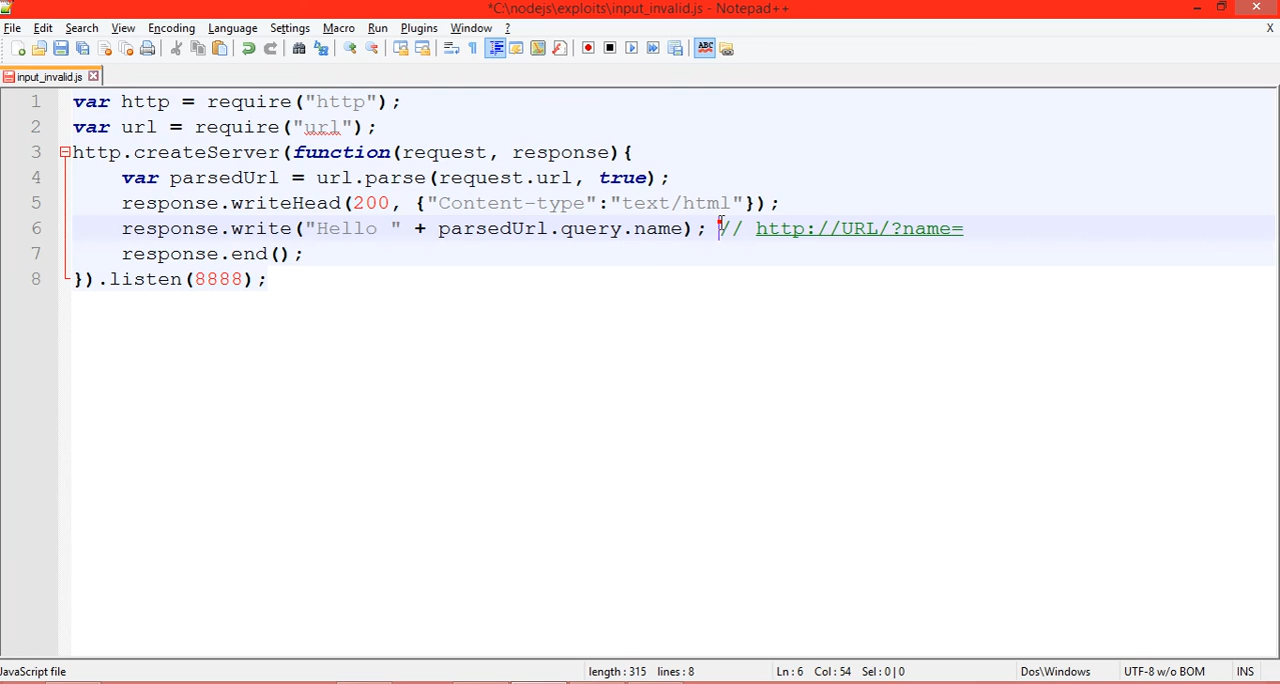 *C:\nodejs\exploits\input_invalid.js - Notepad++
File Edit Search View Encoding Language Settings Macro Run Plugins Window ? X
input_invalid.js
1 var http = require("http");
2 var url = require("url");
3 http.createServer(function(request, response){
4 var parsedUrl = url.parse(request.url, true);
5 response.writeHead(200, {"Content-type":"text/html"});
6 response.write("Hello " + parsedUrl.query.name); // http://URL/?name=
7 response.end();
8 }).listen(8888);
JavaScript file length : 315 lines : 8 Ln : 6 Col : 54 Sel : 0 | 0 Dos\Windows UTF-8 w/o BOM INS